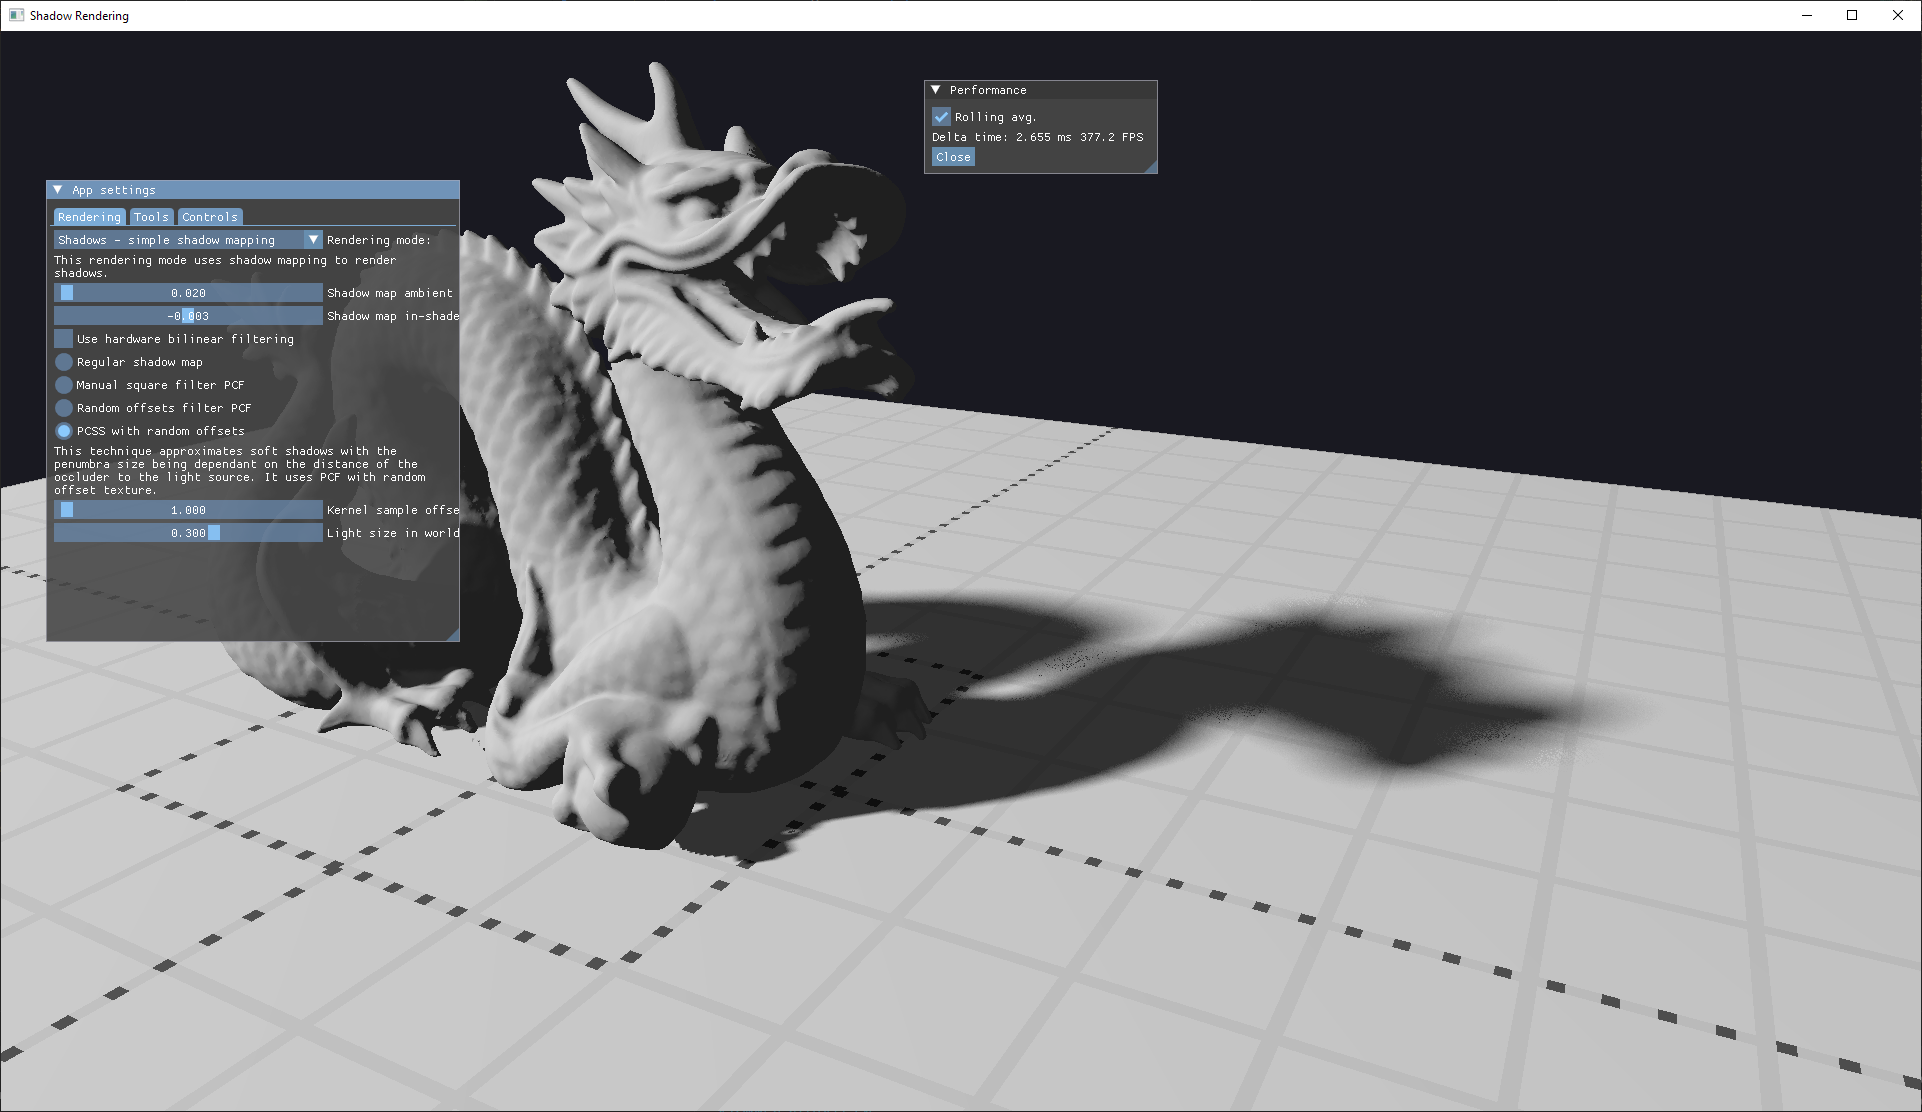 Shadow Rendering
Performance
Rolling avg.
Delta time: 2.655 ms 377.2 FPS
Close
App settings
Rendering Tools Controls
Shadows - simple shadow mapping Rendering mode:
This rendering mode uses shadow mapping to render
shadows.
0.020 Shadow map ambient
-0.003 Shadow map in-shade
Use hardware bilinear filtering
Regular shadow map
Manual square filter PCF
Random offsets filter PCF
PCSS with random offsets
This technique approximates soft shadows with the
penumbra size being dependant on the distance of the
occluder to the light source. It uses PCF with random
offset texture.
1.000 Kernel sample offse
0.300 Light size in world